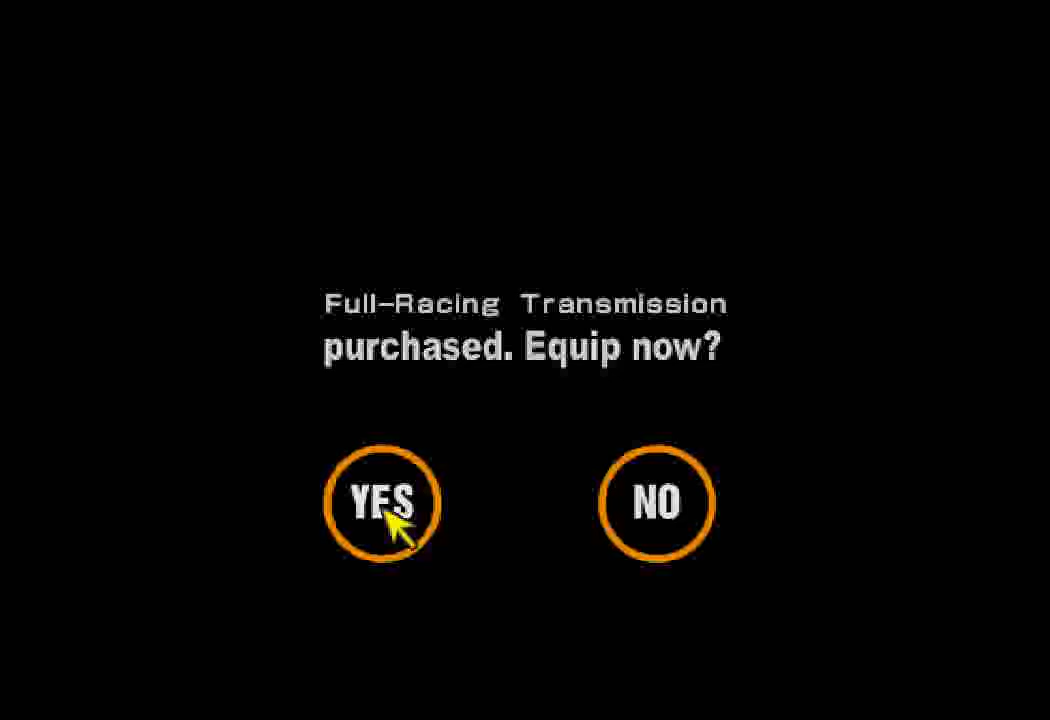 Full-Racing Transmission
purchased. Equip now?
YES NO